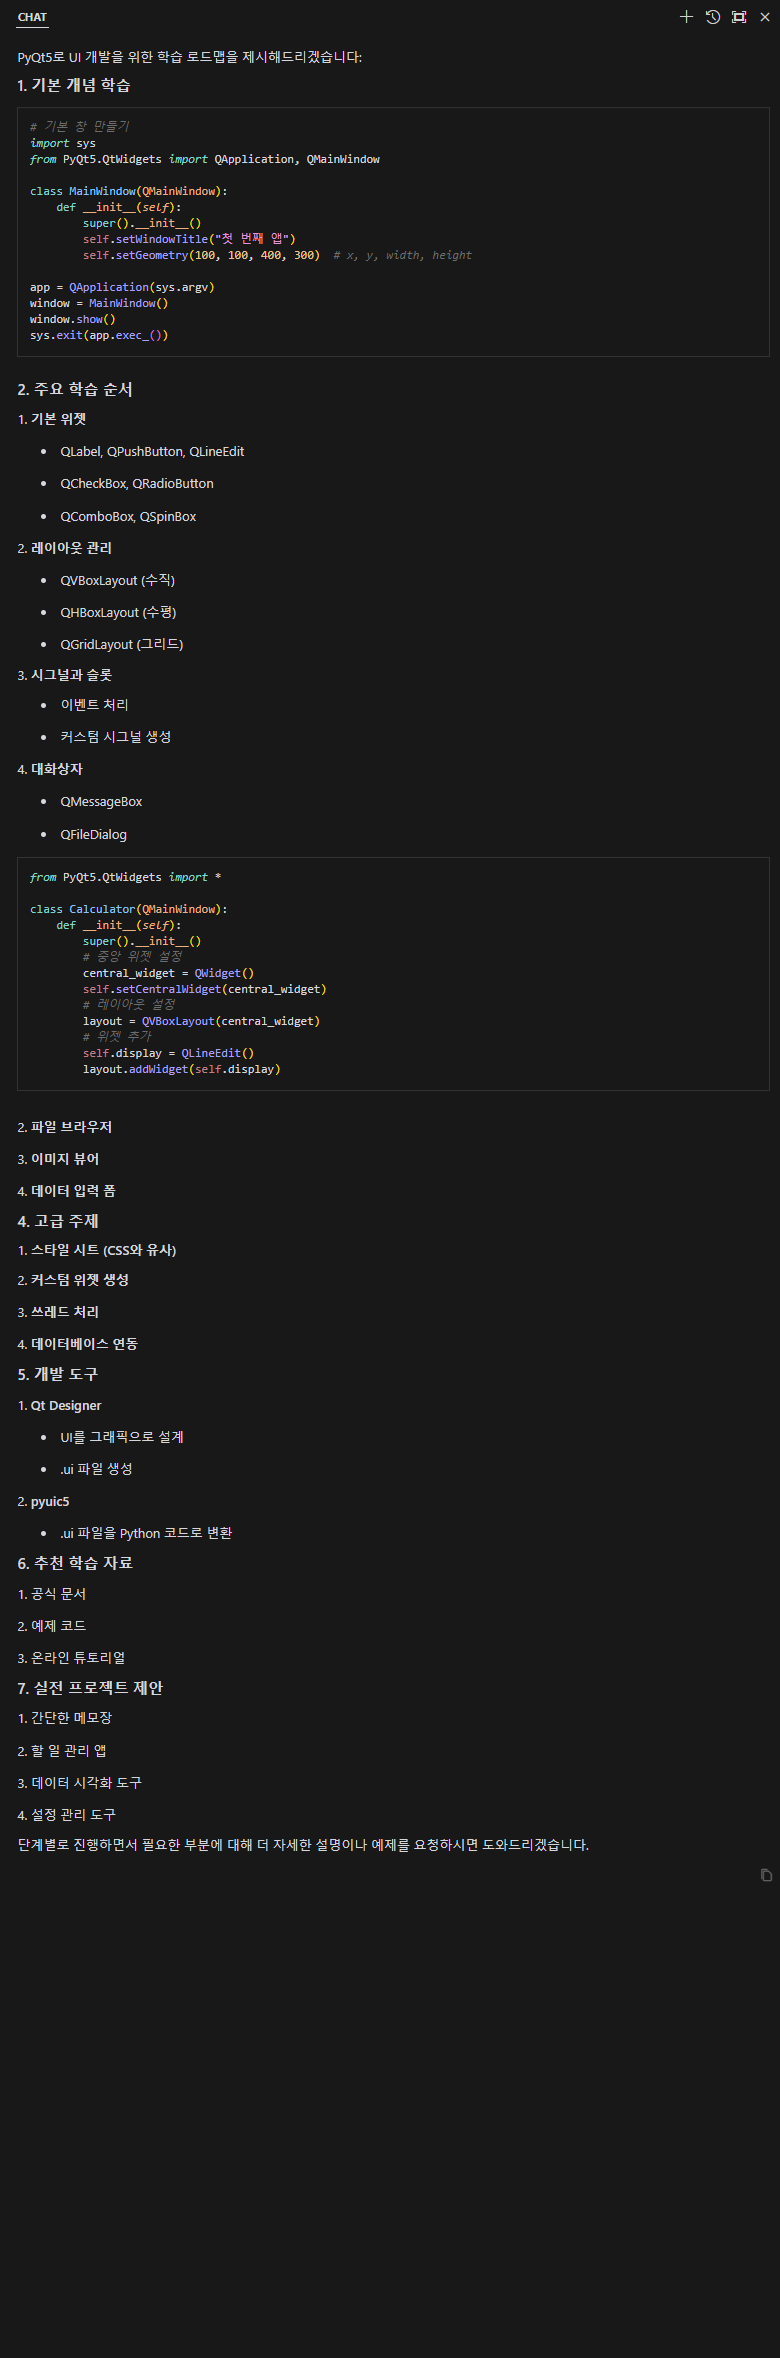 CHAT
PyQt5로 UI 개발을 위한 학습 로드맵을 제시해드리겠습니다:
1. 기본 개념 학습
# 기본 창 만들기
import sys
from PyQt5.QtWidgets import QApplication, QMainWindow
class MainWindow(QMainWindow):
    def __init__(self):
        super().__init__()
        self.setWindowTitle("첫 번째 앱")
        self.setGeometry(100, 100, 400, 300)  # x, y, width, height
app = QApplication(sys.argv)
window = MainWindow()
window.show()
sys.exit(app.exec_())
2. 주요 학습 순서
1. 기본 위젯
• QLabel, QPushButton, QLineEdit
• QCheckBox, QRadioButton
• QComboBox, QSpinBox
2. 레이아웃 관리
• QVBoxLayout (수직)
• QHBoxLayout (수평)
• QGridLayout (그리드)
3. 시그널과 슬롯
• 이벤트 처리
• 커스텀 시그널 생성
4. 대화상자
• QMessageBox
• QFileDialog
from PyQt5.QtWidgets import *
class Calculator(QMainWindow):
    def __init__(self):
        super().__init__()
        # 중앙 위젯 설정
        central_widget = QWidget()
        self.setCentralWidget(central_widget)
        # 레이아웃 설정
        layout = QVBoxLayout(central_widget)
        # 위젯 추가
        self.display = QLineEdit()
        layout.addWidget(self.display)
2. 파일 브라우저
3. 이미지 뷰어
4. 데이터 입력 폼
4. 고급 주제
1. 스타일 시트 (CSS와 유사)
2. 커스텀 위젯 생성
3. 쓰레드 처리
4. 데이터베이스 연동
5. 개발 도구
1. Qt Designer
• UI를 그래픽으로 설계
• .ui 파일 생성
2. pyuic5
• .ui 파일을 Python 코드로 변환
6. 추천 학습 자료
1. 공식 문서
2. 예제 코드
3. 온라인 튜토리얼
7. 실전 프로젝트 제안
1. 간단한 메모장
2. 할 일 관리 앱
3. 데이터 시각화 도구
4. 설정 관리 도구
단계별로 진행하면서 필요한 부분에 대해 더 자세한 설명이나 예제를 요청하시면 도와드리겠습니다.